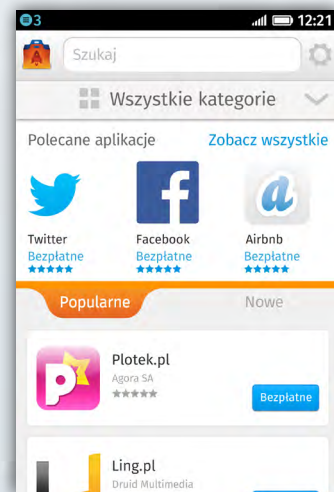 3 12:21
Szukaj
Wszystkie kategorie
Polecane aplikacje Zobacz wszystkie
Twitter Facebook Airbnb
Bezpłatne Bezpłatne Bezpłatne
Popularne Nowe
Plotek.pl
Agora SA
Bezpłatne
Ling.pl
Druid Multimedia